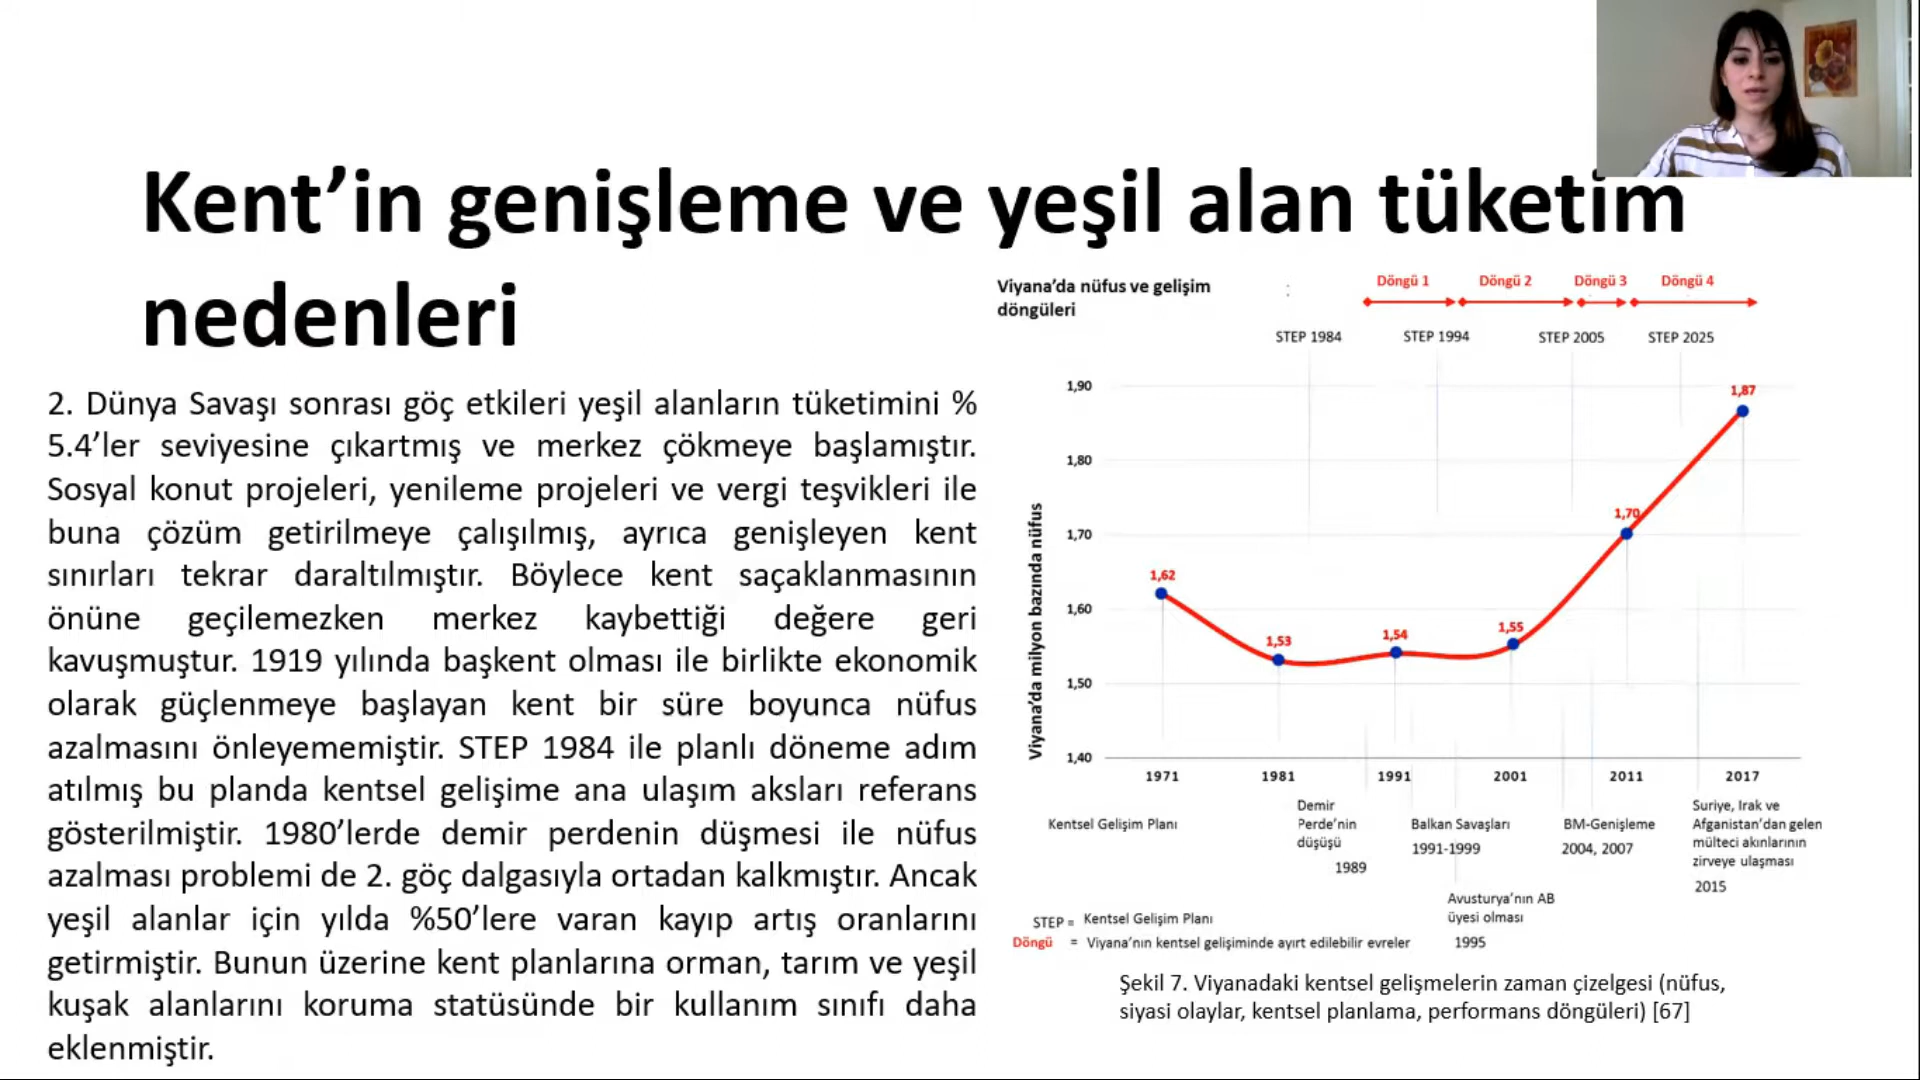 Kent’in genişleme ve yeşil alan tüketim
nedenleri
2. Dünya Savaşı sonrası göç etkileri yeşil alanların tüketimini %
5.4’ler seviyesine çıkartmış ve merkez çökmeye başlamıştır.
Sosyal konut projeleri, yenileme projeleri ve vergi teşvikleri ile
buna çözüm getirilmeye çalışılmış, ayrıca genişleyen kent
sınırları tekrar daraltılmıştır. Böylece kent saçaklanmasının
önüne geçilemezken merkez kaybettiği değere geri
kavuşmuştur. 1919 yılında başkent olması ile birlikte ekonomik
olarak güçlenmeye başlayan kent bir süre boyunca nüfus
azalmasını önleyememiştir. STEP 1984 ile planlı döneme adım
atılmış bu planda kentsel gelişime ana ulaşım aksları referans
gösterilmiştir. 1980’lerde demir perdenin düşmesi ile nüfus
azalması problemi de 2. göç dalgasıyla ortadan kalkmıştır. Ancak
yeşil alanlar için yılda %50’lere varan kayıp artış oranlarını
getirmiştir. Bunun üzerine kent planlarına orman, tarım ve yeşil
kuşak alanlarını koruma statüsünde bir kullanım sınıfı daha
eklenmiştir.
Viyana’da nüfus ve gelişim
döngüleri
:
Döngü 1
Döngü 2
Döngü 3
Döngü 4
STEP 1984
STEP 1994
STEP 2005
STEP 2025
Viyana’da milyon bazında nüfus
1,90
1,80
1,70
1,60
1,50
1,40
1,62
1,53
1,54
1,55
1,70
1,87
1971
1981
1991
2001
2011
2017
Kentsel Gelişim Planı
Demir
Perde’nin
düşüşü
1989
Balkan Savaşları
1991-1999
Avusturya’nın AB
üyesi olması
1995
BM-Genişleme
2004, 2007
Suriye, Irak ve
Afganistan’dan gelen
mülteci akınlarının
zirveye ulaşması
2015
STEP = Kentsel Gelişim Planı
Döngü = Viyana’nın kentsel gelişiminde ayırt edilebilir evreler
Şekil 7. Viyanadaki kentsel gelişmelerin zaman çizelgesi (nüfus,
siyasi olaylar, kentsel planlama, performans döngüleri) [67]